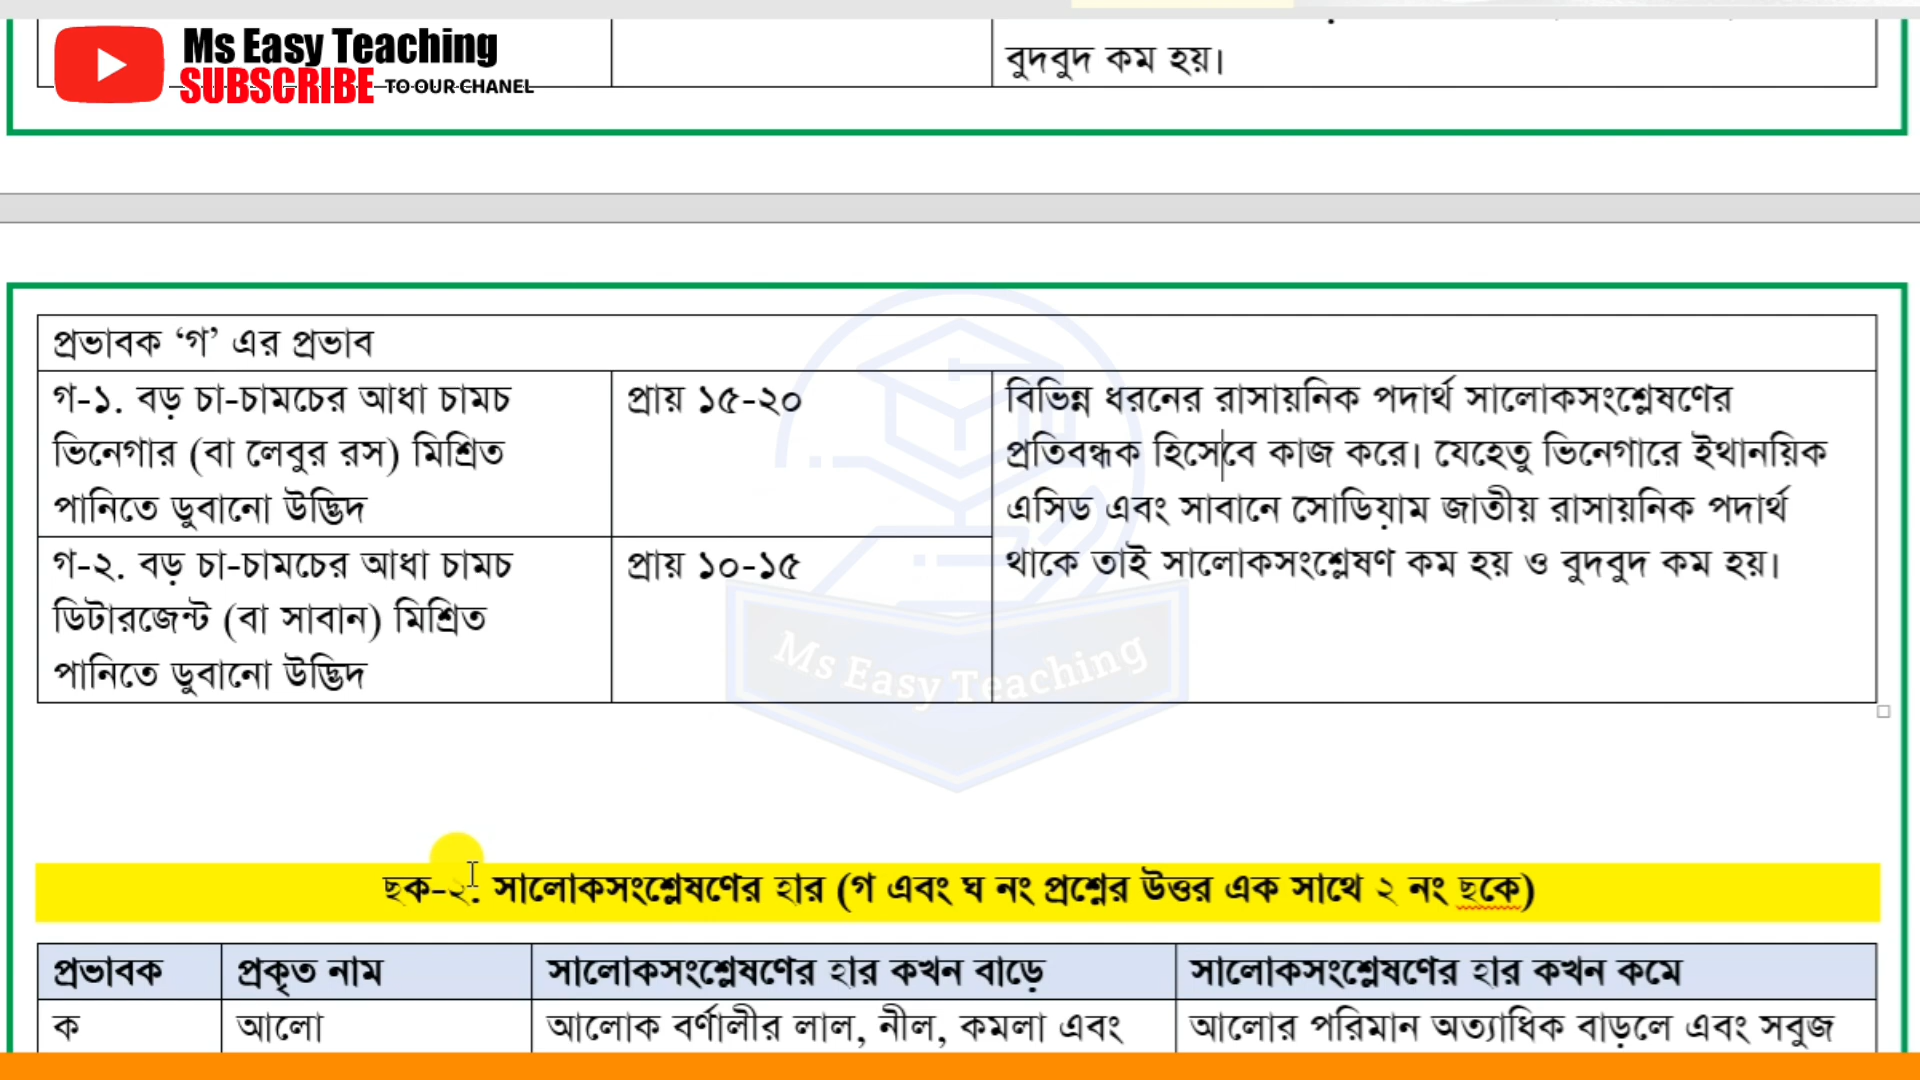 Ms Easy Teaching
SUBSCRIBE TO OUR CHANEL
বুদবুদ কম হয়।
প্রভাবক ‘গ’ এর প্রভাব
গ-১. বড় চা-চামচের আধা চামচ
ভিনেগার (বা লেবুর রস) মিশ্রিত
পানিতে ডুবানো উদ্ভিদ
প্রায় ১৫-২০
বিভিন্ন ধরনের রাসায়নিক পদার্থ সালোকসংশ্লেষণের
প্রতিবন্ধক হিসেবে কাজ করে। যেহেতু ভিনেগারে ইথানয়িক
এসিড এবং সাবানে সোডিয়াম জাতীয় রাসায়নিক পদার্থ
থাকে তাই সালোকসংশ্লেষণ কম হয় ও বুদবুদ কম হয়।
গ-২. বড় চা-চামচের আধা চামচ
ডিটারজেন্ট (বা সাবান) মিশ্রিত
পানিতে ডুবানো উদ্ভিদ
প্রায় ১০-১৫
Ms Easy Teaching
ছক-২: সালোকসংশ্লেষণের হার (গ এবং ঘ নং প্রশ্নের উত্তর এক সাথে ২ নং ছকে)
প্রভাবক প্রকৃত নাম সালোকসংশ্লেষণের হার কখন বাড়ে সালোকসংশ্লেষণের হার কখন কমে
ক আলো আলোক বর্ণালীর লাল, নীল, কমলা এবং আলোর পরিমান অত্যাধিক বাড়লে এবং সবুজ